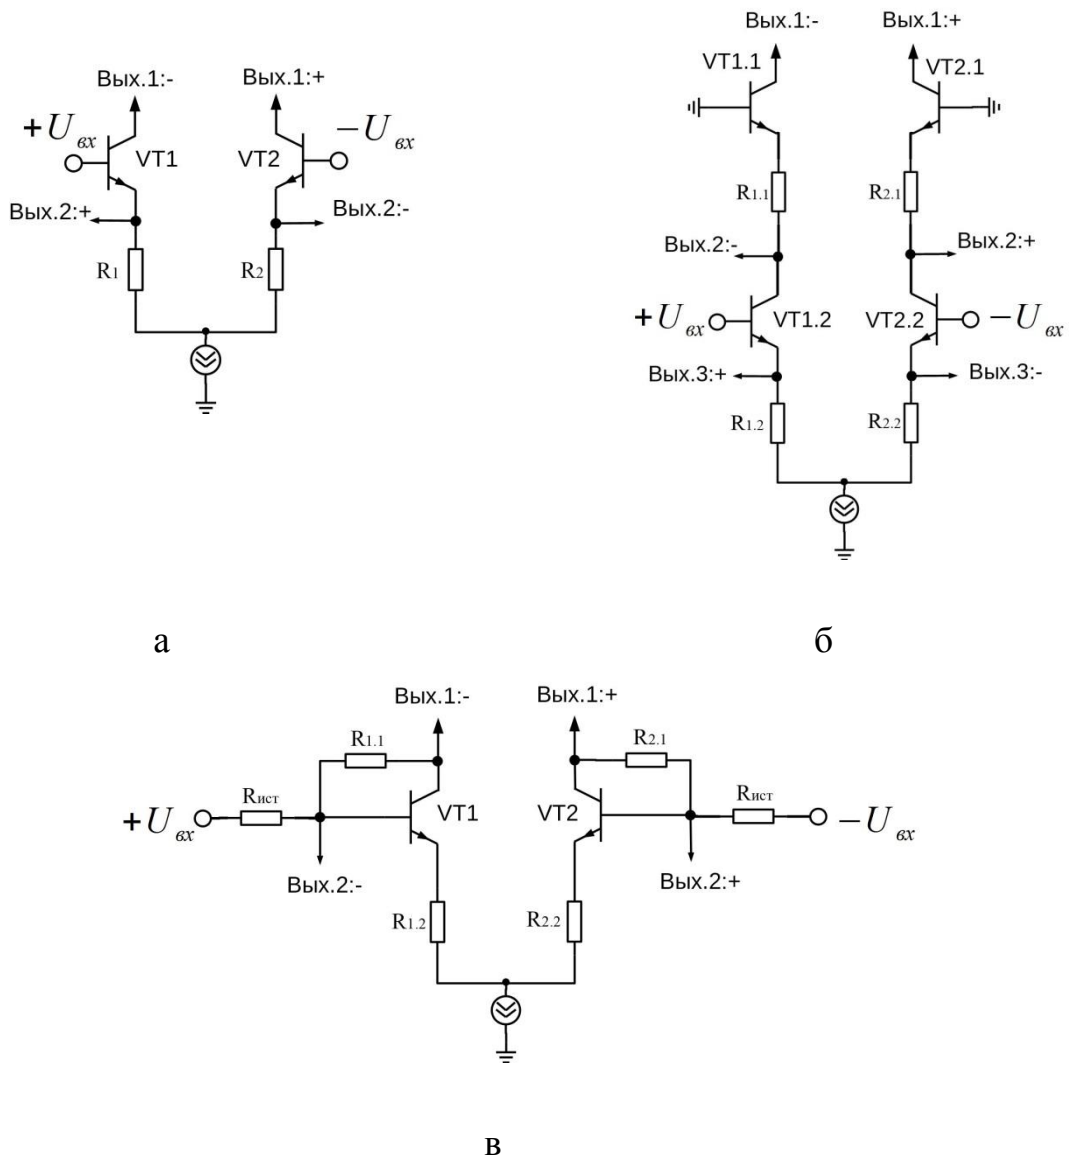 Вых.1:- Вых.1:+
+U вх VT1 VT2 −U вх
Вых.2:+ Вых.2:-
R1 R2
а
Вых.1:- Вых.1:+
VT1.1 VT2.1
R1.1 R2.1
Вых.2:- Вых.2:+
+U вх VT1.2 VT2.2 −U вх
Вых.3:+ Вых.3:-
R1.2 R2.2
б
Вых.1:- Вых.1:+
R1.1 R2.1
+U вх Rист VT1 VT2 Rист −U вх
Вых.2:- Вых.2:+
R1.2 R2.2
в